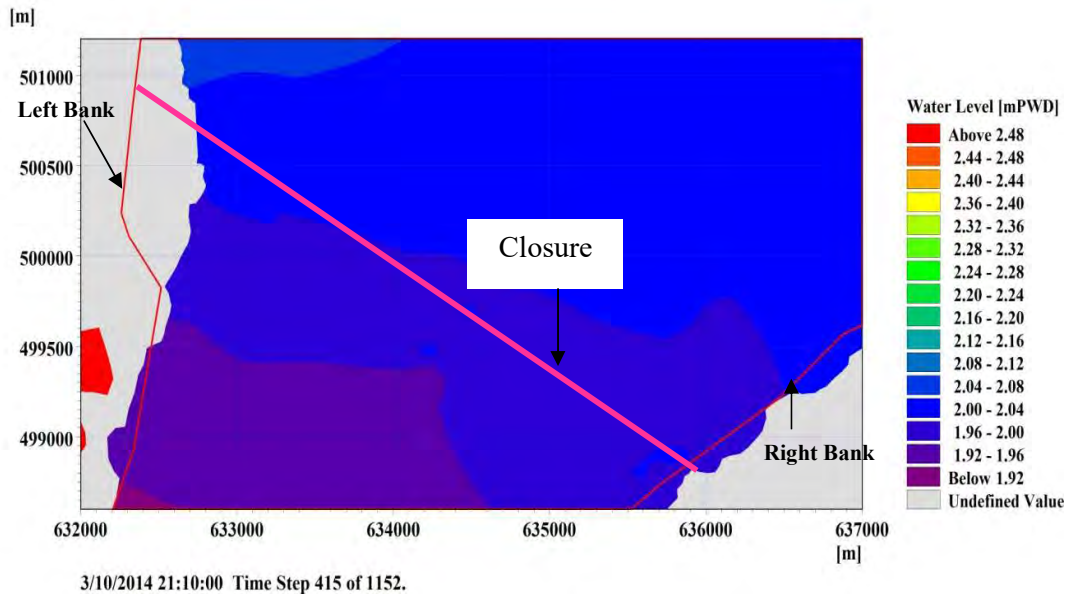 [m]
501000
500500
500000
499500
499000
632000 633000 634000 635000 636000 637000
[m]
Left Bank
Closure
Right Bank
Water Level [mPWD]
Above 2.48
2.44 - 2.48
2.40 - 2.44
2.36 - 2.40
2.32 - 2.36
2.28 - 2.32
2.24 - 2.28
2.20 - 2.24
2.16 - 2.20
2.12 - 2.16
2.08 - 2.12
2.04 - 2.08
2.00 - 2.04
1.96 - 2.00
1.92 - 1.96
Below 1.92
Undefined Value
3/10/2014 21:10:00 Time Step 415 of 1152.